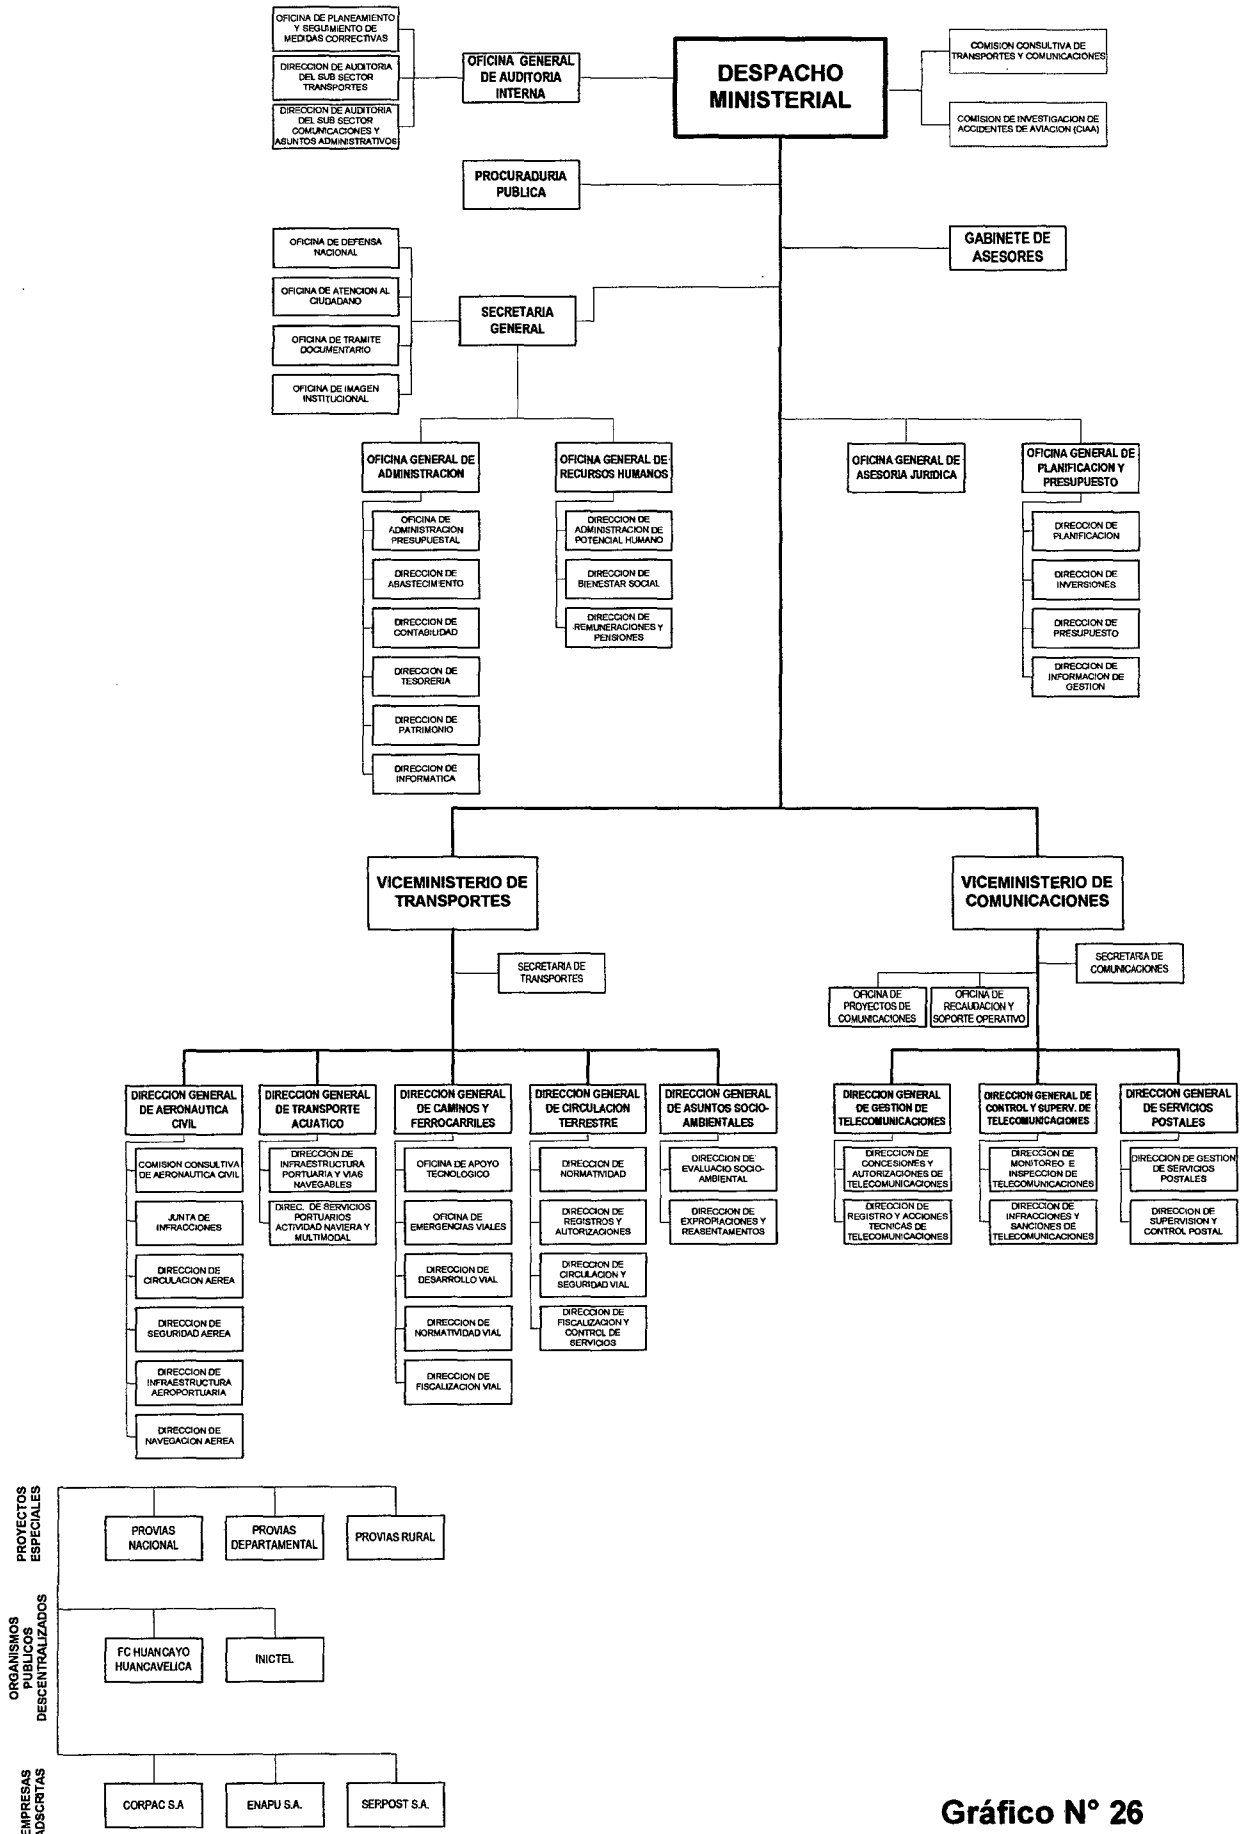 OFICINA DE PLANEAMIENTO
Y SEGUIMIENTO DE
MEDIDAS CORRECTIVAS
DIRECCION DE AUDITORIA
DEL SUB SECTOR
TRANSPORTES
DIRECCION DE AUDITORIA
DEL SUB SECTOR
COMUNICACIONES Y
ASUNTOS ADMINISTRATIVOS
OFICINA GENERAL
DE AUDITORIA
INTERNA
DESPACHO
MINISTERIAL
COMISION CONSULTIVA DE
TRANSPORTES Y COMUNICACIONES
COMISION DE INVESTIGACION DE
ACCIDENTES DE AVIACION (CIAA)
PROCURADURIA
PUBLICA
GABINETE DE
ASESORES
OFICINA DE DEFENSA
NACIONAL
OFICINA DE ATENCION AL
CIUDADANO
OFICINA DE TRAMITE
DOCUMENTARIO
OFICINA DE IMAGEN
INSTITUCIONAL
SECRETARIA
GENERAL
OFICINA GENERAL DE
ADMINISTRACION
OFICINA DE
ADMINISTRACION
PRESUPUESTAL
DIRECCION DE
ABASTECIMIENTO
DIRECCION DE
CONTABILIDAD
DIRECCION DE
TESORERIA
DIRECCION DE
PATRIMONIO
DIRECCION DE
INFORMATICA
OFICINA GENERAL DE
RECURSOS HUMANOS
DIRECCION DE
ADMINISTRACION DE
POTENCIAL HUMANO
DIRECCION DE
BIENESTAR SOCIAL
DIRECCION DE
REMUNERACIONES Y
PENSIONES
OFICINA GENERAL DE
ASESORIA JURIDICA
OFICINA GENERAL DE
PLANIFICACION Y
PRESUPUESTO
DIRECCION DE
PLANIFICACION
DIRECCION DE
INVERSIONES
DIRECCION DE
PRESUPUESTO
DIRECCION DE
INFORMACION DE
GESTION
VICEMINISTERIO DE
TRANSPORTES
SECRETARIA DE
TRANSPORTES
VICEMINISTERIO DE
COMUNICACIONES
SECRETARIA DE
COMUNICACIONES
OFICINA DE
PROYECTOS DE
COMUNICACIONES
OFICINA DE
RECAUDACION Y
SOPORTE OPERATIVO
DIRECCION GENERAL
DE AERONAUTICA
CIVIL
COMISION CONSULTIVA
DE AERONAUTICA CIVIL
JUNTA DE
INFRACCIONES
DIRECCION DE
CIRCULACION AEREA
DIRECCION DE
SEGURIDAD AEREA
DIRECCION DE
INFRAESTRUCTURA
AEROPORTUARIA
DIRECCION DE
NAVEGACION AEREA
DIRECCION GENERAL
DE TRANSPORTE
ACUATICO
DIRECCION DE
INFRAESTRUCTURA
PORTUARIA Y VIAS
NAVEGABLES
DIREC. DE SERVICIOS
PORTUARIOS
ACTIVIDAD NAVIERA Y
MULTIMODAL
DIRECCION GENERAL
DE CAMINOS Y
FERROCARRILES
OFICINA DE APOYO
TECNOLOGICO
OFICINA DE
EMERGENCIAS VIALES
DIRECCION DE
DESARROLLO VIAL
DIRECCION DE
NORMATIVIDAD VIAL
DIRECCION DE
FISCALIZACION VIAL
DIRECCION GENERAL
DE CIRCULACION
TERRESTRE
DIRECCION DE
NORMATIVIDAD
DIRECCION DE
REGISTROS Y
AUTORIZACIONES
DIRECCION DE
CIRCULACION Y
SEGURIDAD VIAL
DIRECCION DE
FISCALIZACION Y
CONTROL DE
SERVICIOS
DIRECCION GENERAL
DE ASUNTOS SOCIO-
AMBIENTALES
DIRECCION DE
EVALUACIO SOCIO-
AMBIENTAL
DIRECCION DE
EXPROPIACIONES Y
REASENTAMIENTOS
DIRECCION GENERAL
DE GESTION DE
TELECOMUNICACIONES
DIRECCION DE
CONCESIONES Y
AUTORIZACIONES DE
TELECOMUNICACIONES
DIRECCION DE
REGISTRO Y ACCIONES
TECNICAS DE
TELECOMUNICACIONES
DIRECCION GENERAL DE
CONTROL Y SUPERV. DE
TELECOMUNICACIONES
DIRECCION DE
MONITOREO E
INSPECCION DE
TELECOMUNICACIONES
DIRECCION DE
INFRACCIONES Y
SANCIONES DE
TELECOMUNICACIONES
DIRECCION GENERAL
DE SERVICIOS
POSTALES
DIRECCION DE GESTION
DE SERVICIOS
POSTALES
DIRECCION DE
SUPERVISION Y
CONTROL POSTAL
PROYECTOS
ESPECIALES
PROVIAS
NACIONAL
PROVIAS
DEPARTAMENTAL
PROVIAS RURAL
ORGANISMOS
PUBLICOS
DESCENTRALIZADOS
FC HUANCAYO
HUANCAVELICA
INICTEL
EMPRESAS
ADSCRITAS
CORPAC S.A
ENAPU S.A.
SERPOST S.A.
Gráfico N° 26